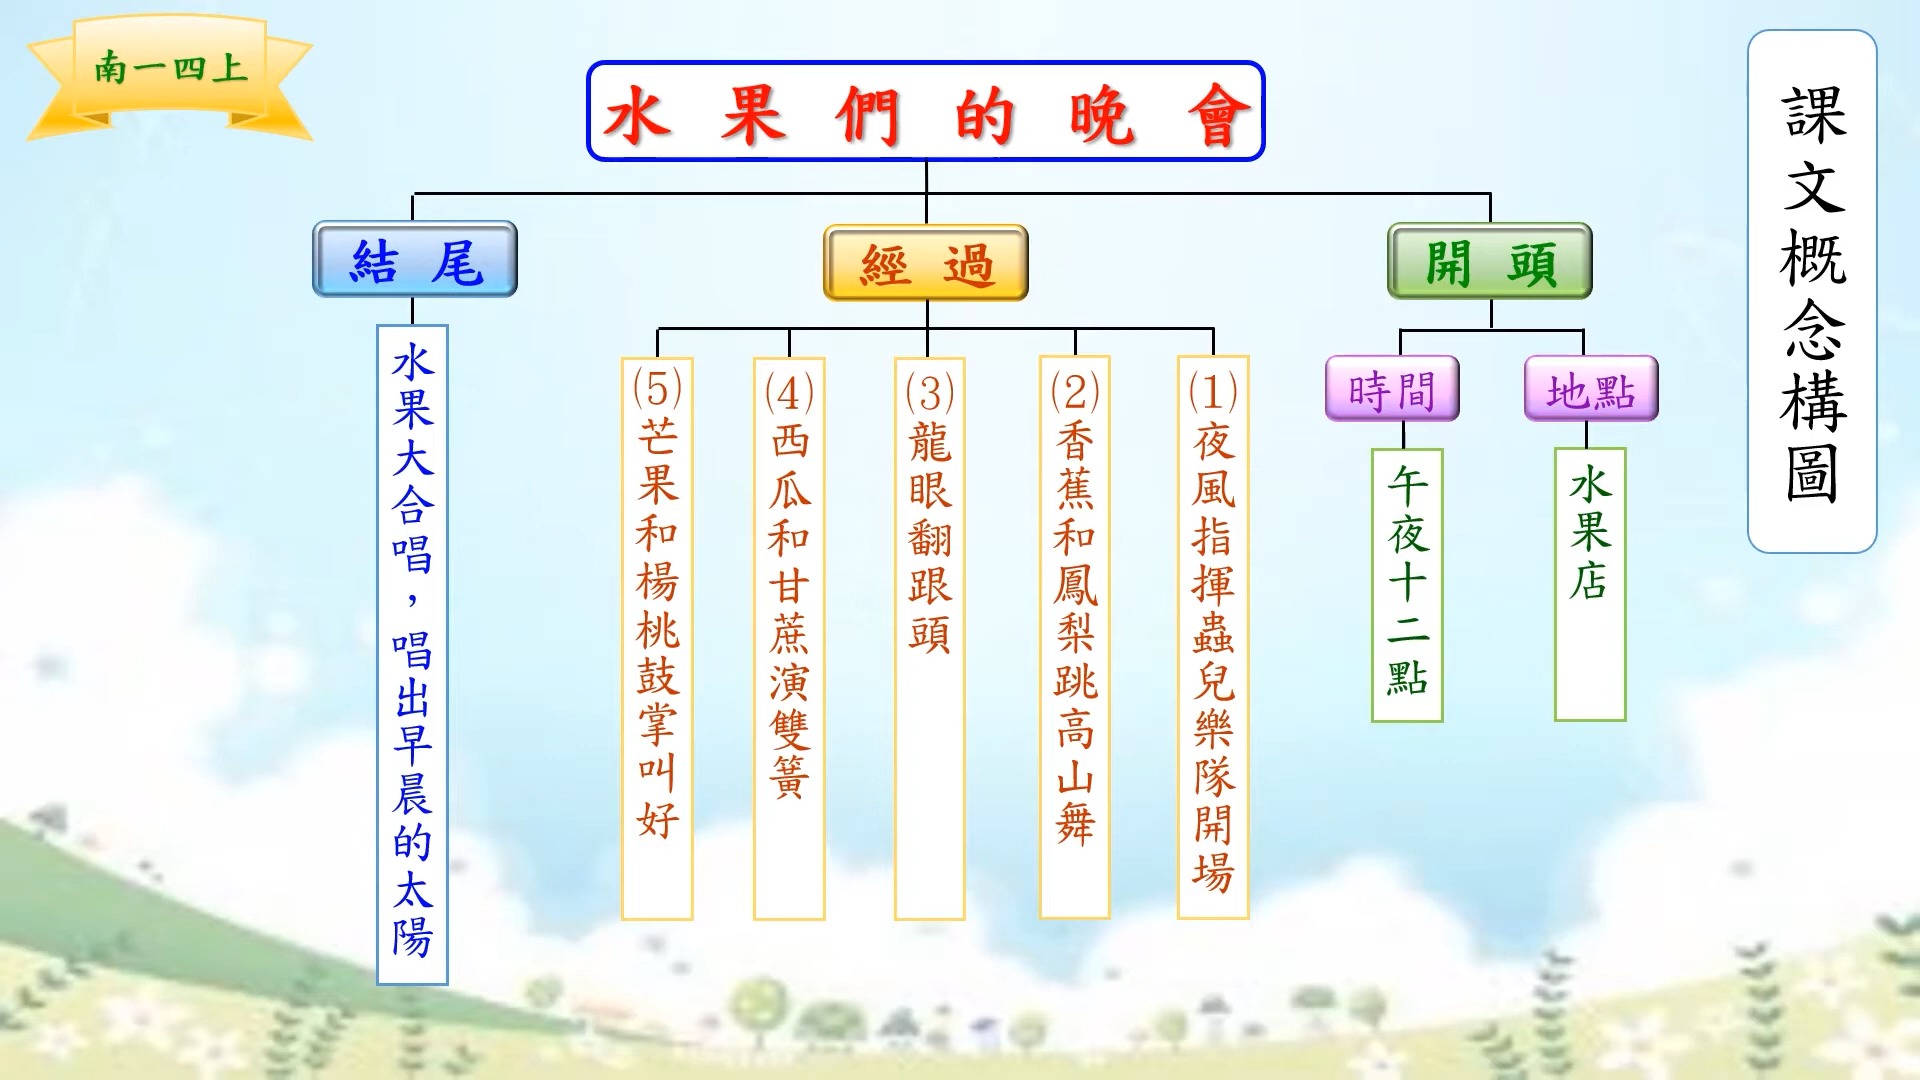 南一四上
課文概念構圖
水果們的晚會
開頭
地點
水果店
時間
午夜十二點
經過
(1)夜風指揮蟲兒樂隊開場
(2)香蕉和鳳梨跳高山舞
(3)龍眼翻跟頭
(4)西瓜和甘蔗演雙簧
(5)芒果和楊桃鼓掌叫好
結尾
水果大合唱，唱出早晨的太陽